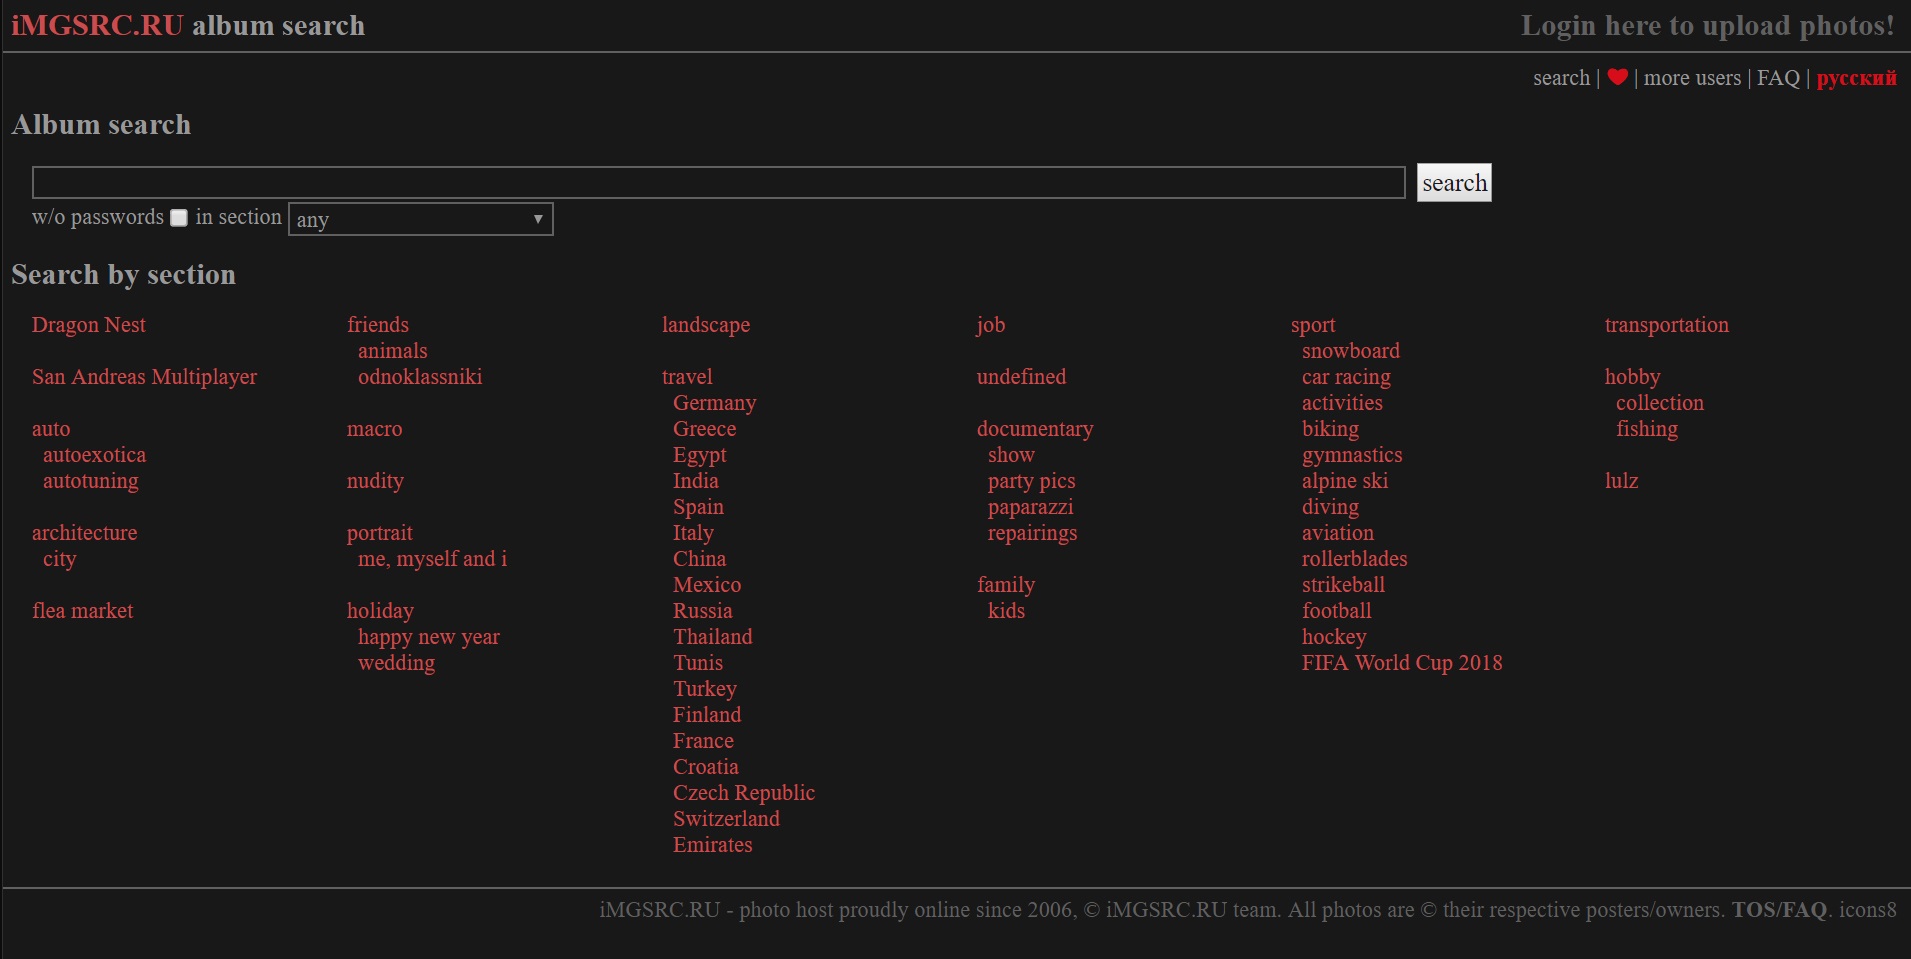 iMGSRC.RU album search
Login here to upload photos!
search | | more users | FAQ | русский
Album search
search
w/o passwords in section any
Search by section
Dragon Nest
San Andreas Multiplayer
auto
autoexotica
autotuning
architecture
city
flea market
friends
animals
odnoklassniki
macro
nudity
portrait
me, myself and i
holiday
happy new year
wedding
landscape
travel
Germany
Greece
Egypt
India
Spain
Italy
China
Mexico
Russia
Thailand
Tunis
Turkey
Finland
France
Croatia
Czech Republic
Switzerland
Emirates
job
undefined
documentary
show
party pics
paparazzi
repairings
family
kids
sport
snowboard
car racing
activities
biking
gymnastics
alpine ski
diving
aviation
rollerblades
strikeball
football
hockey
FIFA World Cup 2018
transportation
hobby
collection
fishing
lulz
iMGSRC.RU - photo host proudly online since 2006, © iMGSRC.RU team. All photos are © their respective posters/owners. TOS/FAQ. icons8